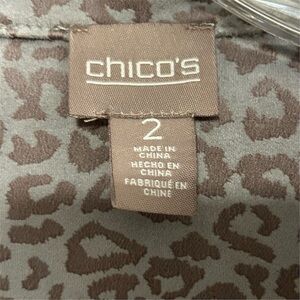 chico's
2
MADE IN
CHINA
HECHO EN
CHINA
FABRIQUÉ EN
CHINE